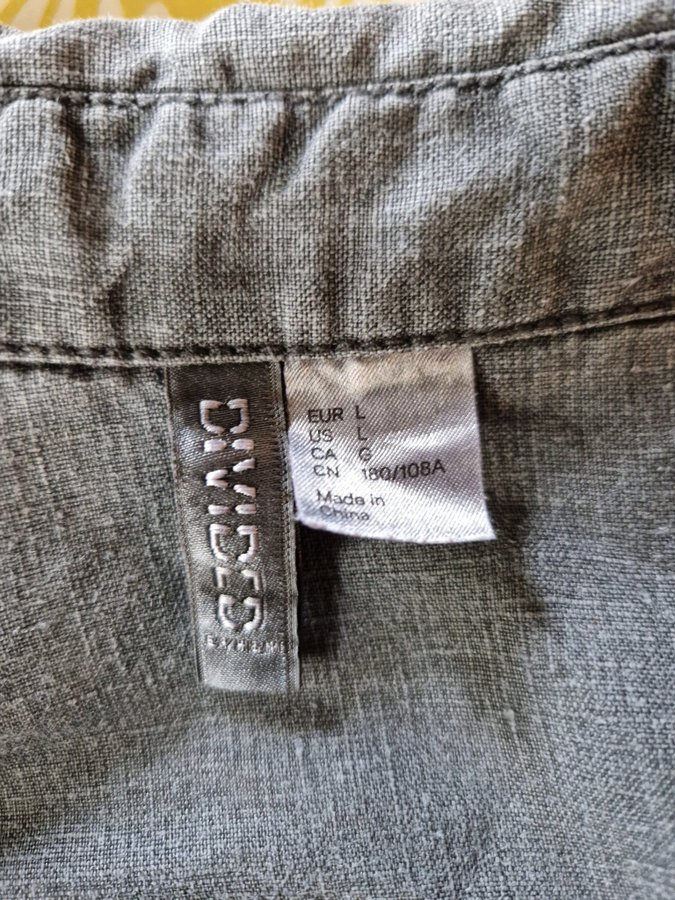 DIVIDED
EUR L
US L
CA G
CN 180/108A
Made in
China